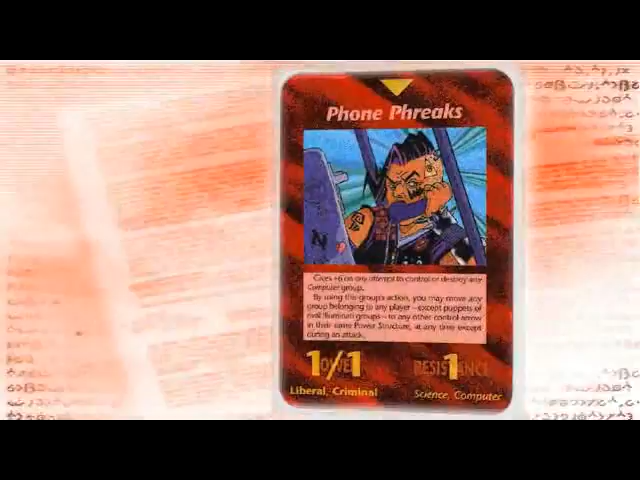 Phone Phreaks
N
Gives +6 on any attempt to control or destroy any
Computer group.
By using this group's action, you may move any
group belonging to any player – except puppets of
rival Illuminati groups – to any other control arrow
in their same Power Structure, at any time except
during an attack.
POWER 1/1 RESISTANCE 1
Liberal, Criminal Science, Computer